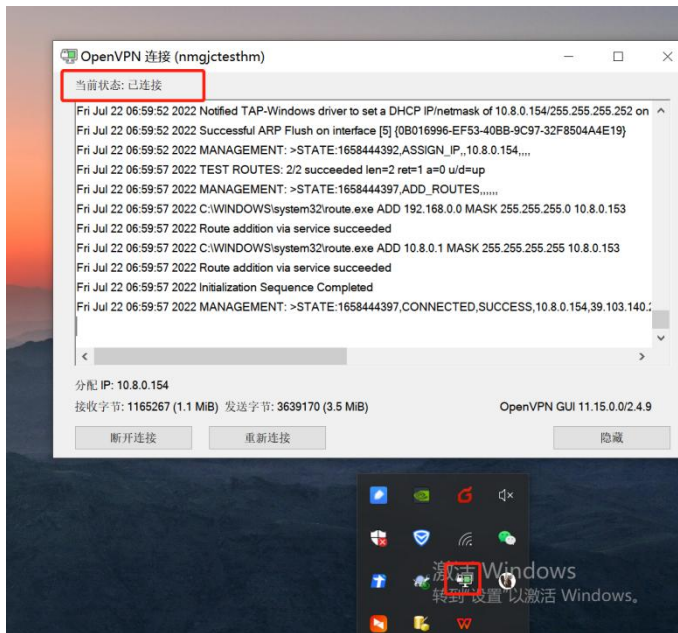 OpenVPN 连接 (nmgjctesthm)
当前状态: 已连接
Fri Jul 22 06:59:52 2022 Notified TAP-Windows driver to set a DHCP IP/netmask of 10.8.0.154/255.255.255.252 on
Fri Jul 22 06:59:52 2022 Successful ARP Flush on interface [5] {0B016996-EF53-40BB-9C97-32F8504A4E19}
Fri Jul 22 06:59:52 2022 MANAGEMENT: >STATE:1658444392,ASSIGN_IP,,10.8.0.154,,,,
Fri Jul 22 06:59:57 2022 TEST ROUTES: 2/2 succeeded len=2 ret=1 a=0 u/d=up
Fri Jul 22 06:59:57 2022 MANAGEMENT: >STATE:1658444397,ADD_ROUTES,,,,,,
Fri Jul 22 06:59:57 2022 C:\WINDOWS\system32\route.exe ADD 192.168.0.0 MASK 255.255.255.0 10.8.0.153
Fri Jul 22 06:59:57 2022 Route addition via service succeeded
Fri Jul 22 06:59:57 2022 C:\WINDOWS\system32\route.exe ADD 10.8.0.1 MASK 255.255.255.255 10.8.0.153
Fri Jul 22 06:59:57 2022 Route addition via service succeeded
Fri Jul 22 06:59:57 2022 Initialization Sequence Completed
Fri Jul 22 06:59:57 2022 MANAGEMENT: >STATE:1658444397,CONNECTED,SUCCESS,10.8.0.154,39.103.140.2
分配 IP: 10.8.0.154
接收字节: 1165267 (1.1 MiB) 发送字节: 3639170 (3.5 MiB) OpenVPN GUI 11.15.0.0/2.4.9
断开连接 重新连接 隐藏
激活 Windows
转到"设置"以激活 Windows。